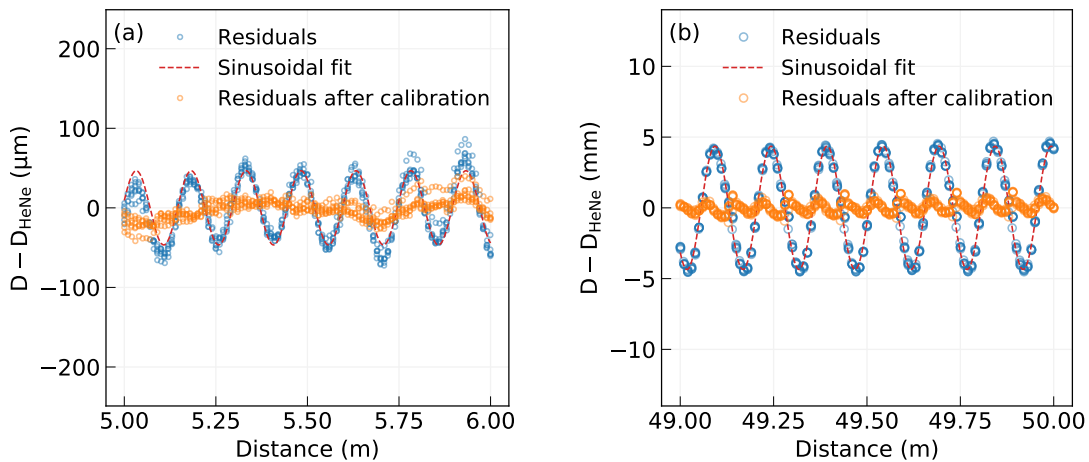 (a)
Residuals
Sinusoidal fit
Residuals after calibration
200
100
0
−100
−200
D − D_HeNe (µm)
5.00
5.25
5.50
5.75
6.00
Distance (m)
(b)
Residuals
Sinusoidal fit
Residuals after calibration
10
5
0
−5
−10
D − D_HeNe (mm)
49.00
49.25
49.50
49.75
50.00
Distance (m)